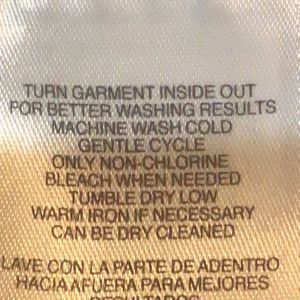 TURN GARMENT INSIDE OUT
FOR BETTER WASHING RESULTS
MACHINE WASH COLD
GENTLE CYCLE
ONLY NON-CHLORINE
BLEACH WHEN NEEDED
TUMBLE DRY LOW
WARM IRON IF NECESSARY
CAN BE DRY CLEANED
LAVE CON LA PARTE DE ADENTRO
HACIA AFUERA PARA MEJORES
RESULTADOS